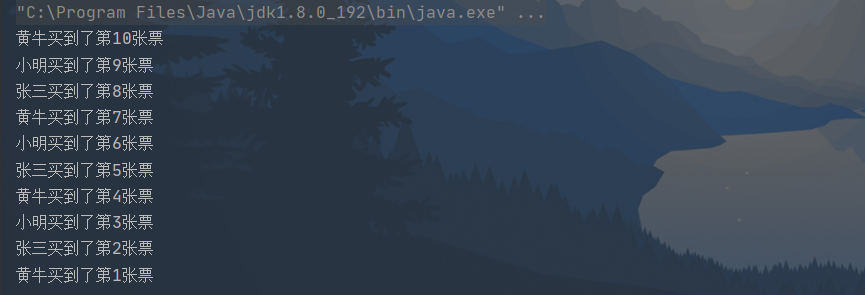 "C:\Program Files\Java\jdk1.8.0_192\bin\java.exe" ...
黄牛买到了第10张票
小明买到了第9张票
张三买到了第8张票
黄牛买到了第7张票
小明买到了第6张票
张三买到了第5张票
黄牛买到了第4张票
小明买到了第3张票
张三买到了第2张票
黄牛买到了第1张票